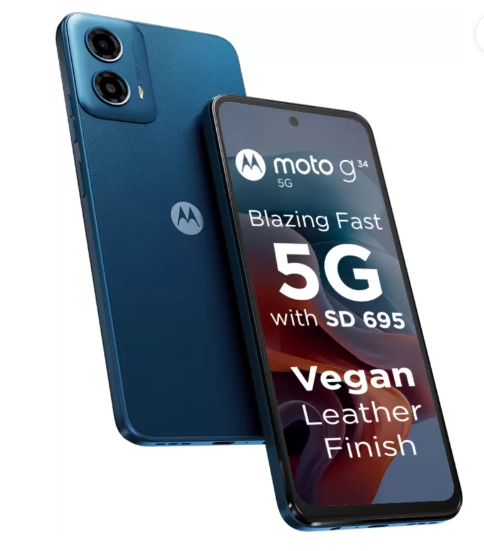 moto g34
5G
Blazing Fast
5G
with SD 695
Vegan
Leather
Finish